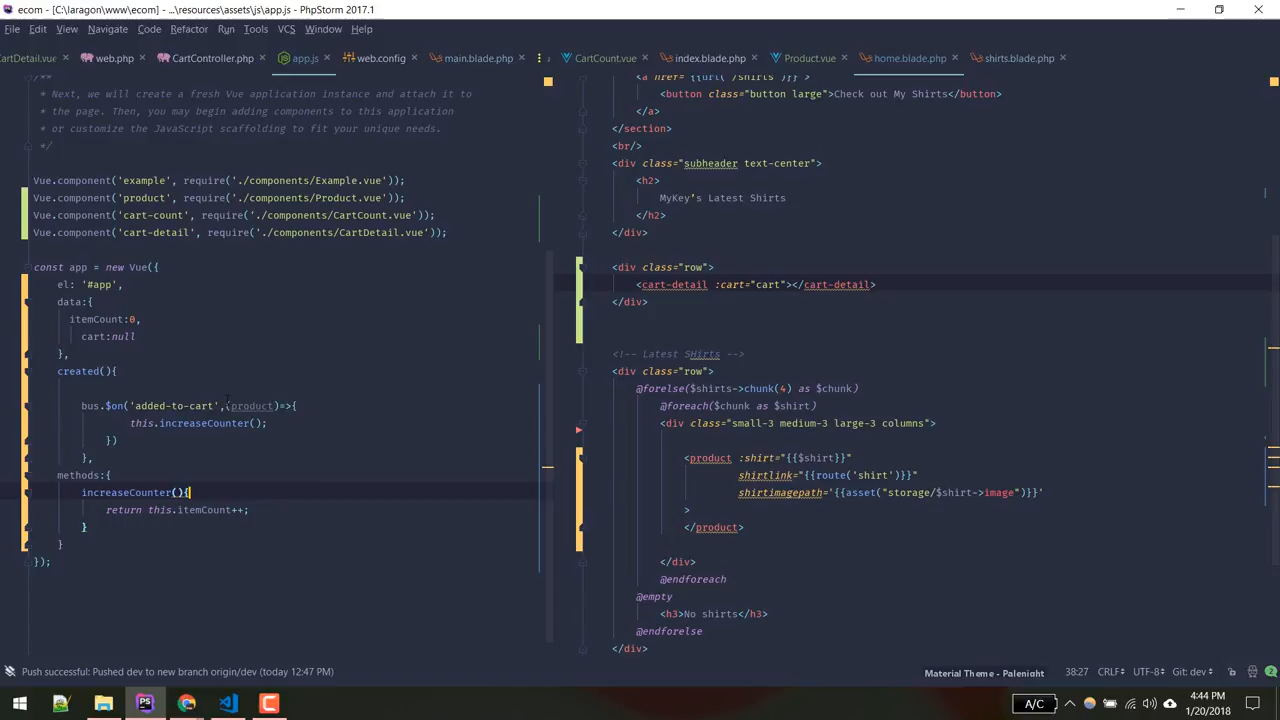 ecom - [C:\laragon\www\ecom] - ...\resources\assets\js\app.js - PhpStorm 2017.1
File Edit View Navigate Code Refactor Run Tools VCS Window Help
CartDetail.vue web.php CartController.php app.js web.config main.blade.php CartCount.vue index.blade.php Product.vue home.blade.php shirts.blade.php
/**
* Next, we will create a fresh Vue application instance and attach it to
* the page. Then, you may begin adding components to this application
* or customize the JavaScript scaffolding to fit your unique needs.
*/
Vue.component('example', require('./components/Example.vue'));
Vue.component('product', require('./components/Product.vue'));
Vue.component('cart-count', require('./components/CartCount.vue'));
Vue.component('cart-detail', require('./components/CartDetail.vue'));
const app = new Vue({
el: '#app',
data:{
itemCount:0,
cart:null
},
created(){
bus.$on('added-to-cart',(product)=>{
this.increaseCounter();
})
},
methods:{
increaseCounter(){
return this.itemCount++;
}
}
});
<a href="{{url('/shirts')}}">
<button class="button large">Check out My Shirts</button>
</a>
</section>
<br/>
<div class="subheader text-center">
<h2>
MyKey's Latest Shirts
</h2>
</div>
<div class="row">
<cart-detail :cart="cart"></cart-detail>
</div>
<!-- Latest SHirts -->
<div class="row">
@forelse($shirts->chunk(4) as $chunk)
@foreach($chunk as $shirt)
<div class="small-3 medium-3 large-3 columns">
<product :shirt="{{$shirt}}"
shirtlink="{{route('shirt')}}"
shirtimagepath='{{asset("storage/$shirt->image")}}'
>
</product>
</div>
@endforeach
@empty
<h3>No shirts</h3>
@endforelse
</div>
Push successful: Pushed dev to new branch origin/dev (today 12:47 PM)
Material Theme - Palenight 38:27 CRLF UTF-8 Git: dev 2
A/C
4:44 PM
1/20/2018